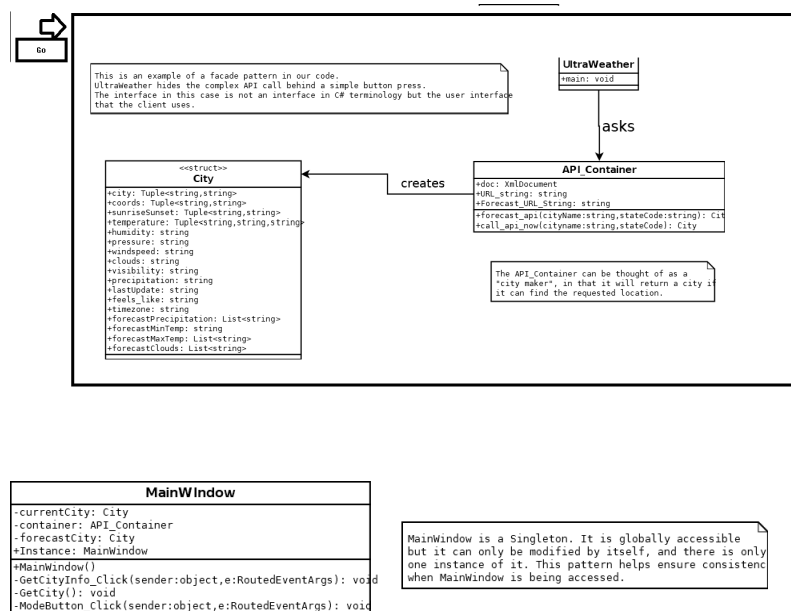 Go
This is an example of a facade pattern in our code.
UltraWeather hides the complex API call behind a simple button press.
The interface in this case is not an interface in C# terminology but the user interface
that the client uses.
UltraWeather
+main: void
asks
<<struct>>
City
+city: Tuple<string,string>
+coords: Tuple<string,string>
+sunriseSunset: Tuple<string,string>
+temperature: Tuple<string,string,string>
+humidity: string
+pressure: string
+windspeed: string
+clouds: string
+visibility: string
+precipitation: string
+lastUpdate: string
+feels_like: string
+timezone: string
+forecastPrecipitation: List<string>
+forecastMinTemp: string
+forecastMaxTemp: List<string>
+forecastClouds: List<string>
creates
API_Container
+doc: XmlDocument
+URL_string: string
+Forecast_URL_String: string
+forecast_api(cityName:string,stateCode:string): Cit
+call_api_now(cityname:string,stateCode): City
The API_Container can be thought of as a
"city maker", in that it will return a city if
it can find the requested location.
MainWIndow
-currentCity: City
-container: API_Container
-forecastCity: City
+Instance: MainWindow
+MainWindow()
-GetCityInfo_Click(sender:object,e:RoutedEventArgs): void
-GetCity(): void
-ModeButton_Click(sender:object,e:RoutedEventArgs): void
MainWindow is a Singleton. It is globally accessible
but it can only be modified by itself, and there is only
one instance of it. This pattern helps ensure consistenc
when MainWindow is being accessed.